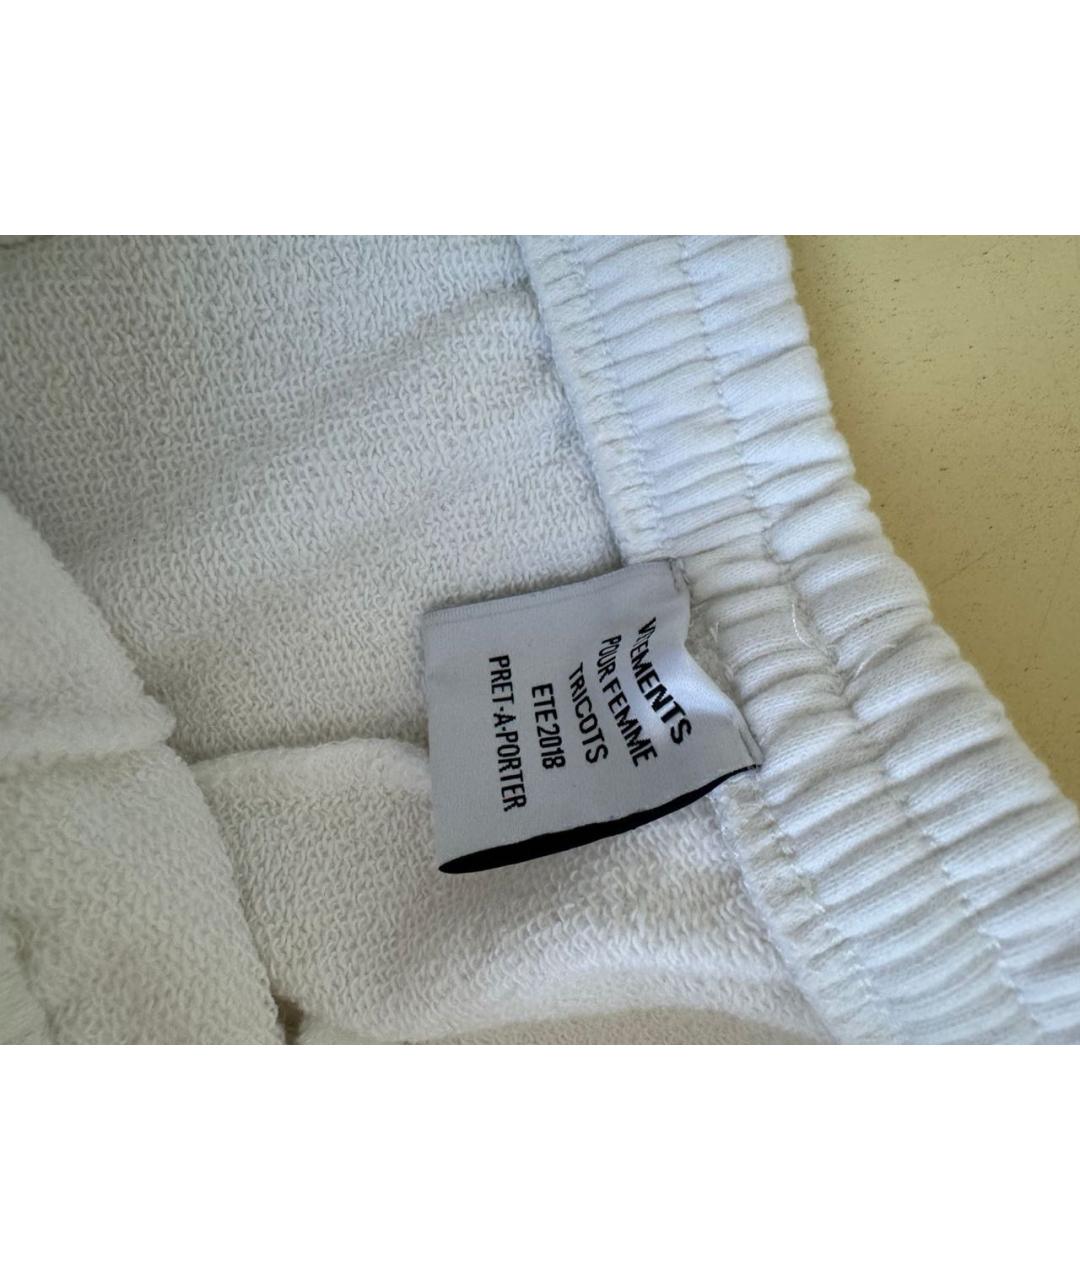 VETEMENTS
POUR FEMME
TRICOTS
ETE2018
PRET-A-PORTER